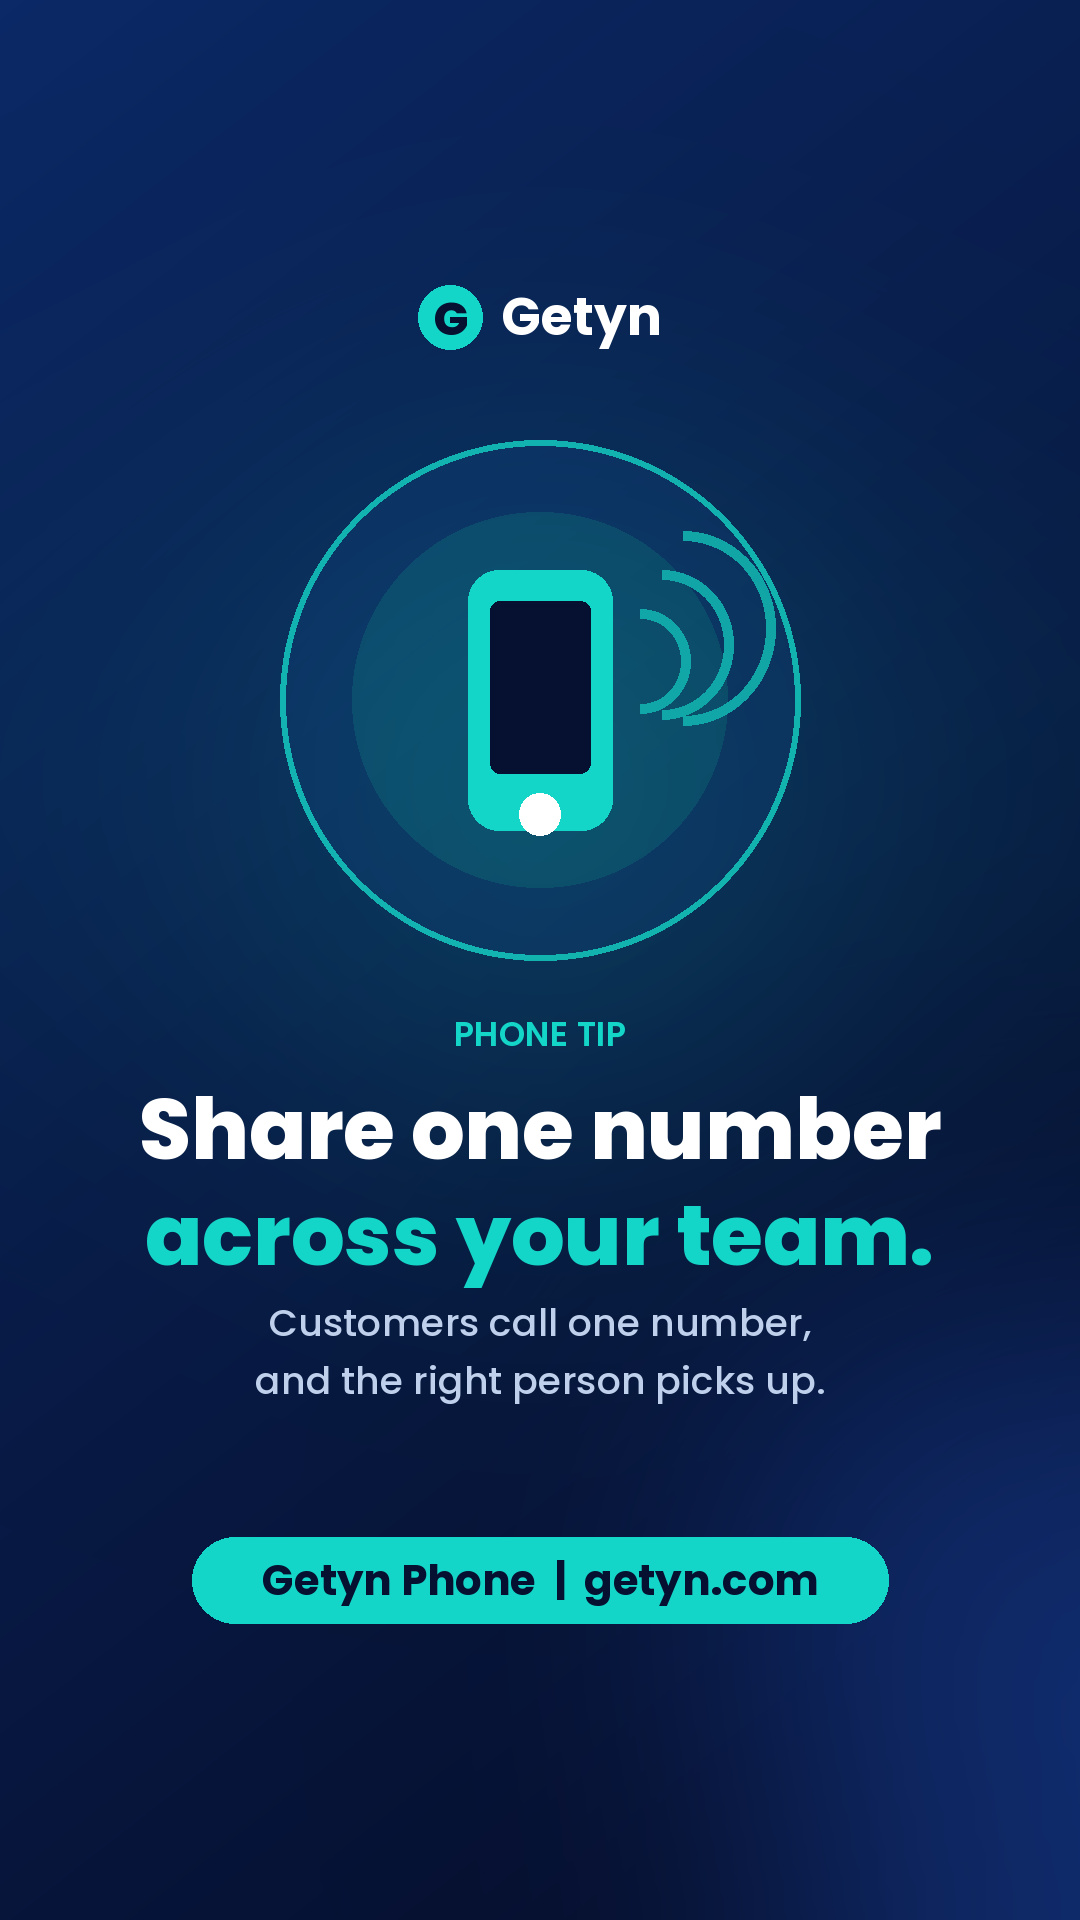 G Getyn
PHONE TIP
Share one number
across your team.
Customers call one number,
and the right person picks up.
Getyn Phone | getyn.com